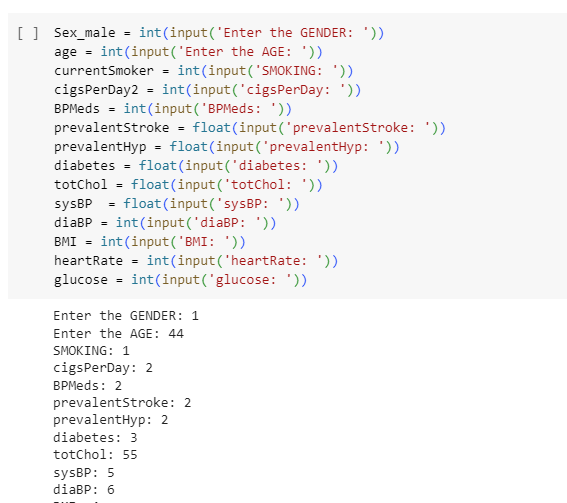 [ ] Sex_male = int(input('Enter the GENDER: '))
age = int(input('Enter the AGE: '))
currentSmoker = int(input('SMOKING: '))
cigsPerDay2 = int(input('cigsPerDay: '))
BPMeds = int(input('BPMeds: '))
prevalentStroke = float(input('prevalentStroke: '))
prevalentHyp = float(input('prevalentHyp: '))
diabetes = float(input('diabetes: '))
totChol = float(input('totChol: '))
sysBP  = float(input('sysBP: '))
diaBP = int(input('diaBP: '))
BMI = int(input('BMI: '))
heartRate = int(input('heartRate: '))
glucose = int(input('glucose: '))
Enter the GENDER: 1
Enter the AGE: 44
SMOKING: 1
cigsPerDay: 2
BPMeds: 2
prevalentStroke: 2
prevalentHyp: 2
diabetes: 3
totChol: 55
sysBP: 5
diaBP: 6